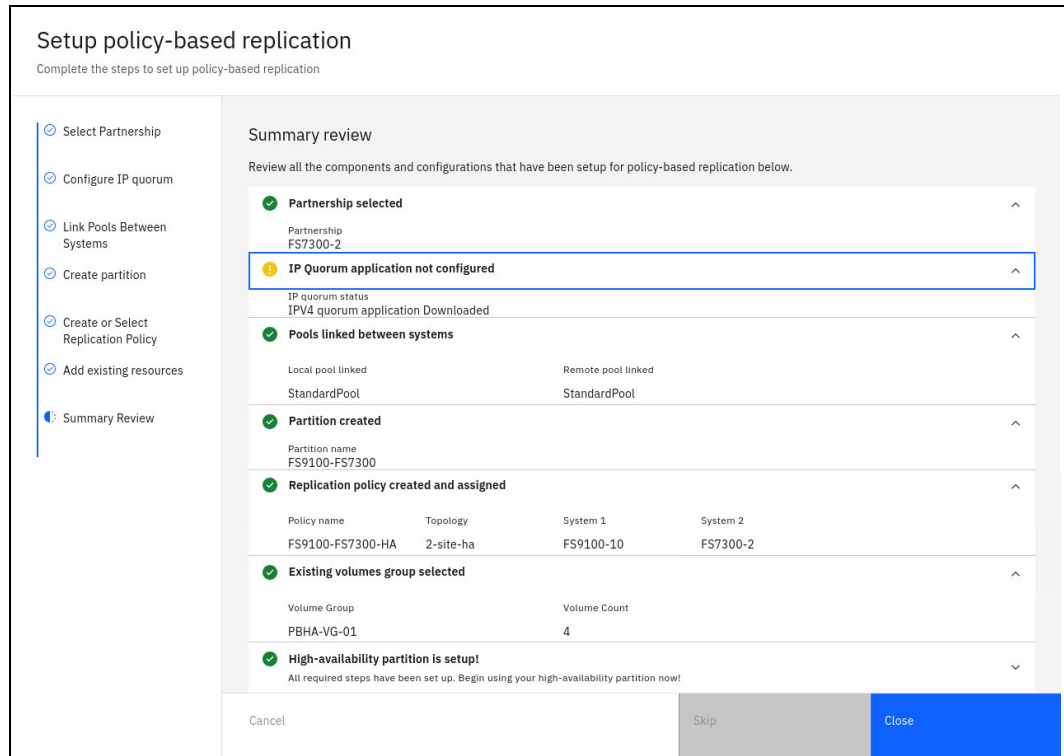 Setup policy-based replication
Complete the steps to set up policy-based replication
Select Partnership
Configure IP quorum
Link Pools Between
Systems
Create partition
Create or Select
Replication Policy
Add existing resources
Summary Review
Summary review
Review all the components and configurations that have been setup for policy-based replication below.
Partnership selected
Partnership
FS7300-2
IP Quorum application not configured
IP quorum status
IPV4 quorum application Downloaded
Pools linked between systems
Local pool linked Remote pool linked
StandardPool StandardPool
Partition created
Partition name
FS9100-FS7300
Replication policy created and assigned
Policy name Topology System 1 System 2
FS9100-FS7300-HA 2-site-ha FS9100-10 FS7300-2
Existing volumes group selected
Volume Group Volume Count
PBHA-VG-01 4
High-availability partition is setup!
All required steps have been set up. Begin using your high-availability partition now!
Cancel Skip Close